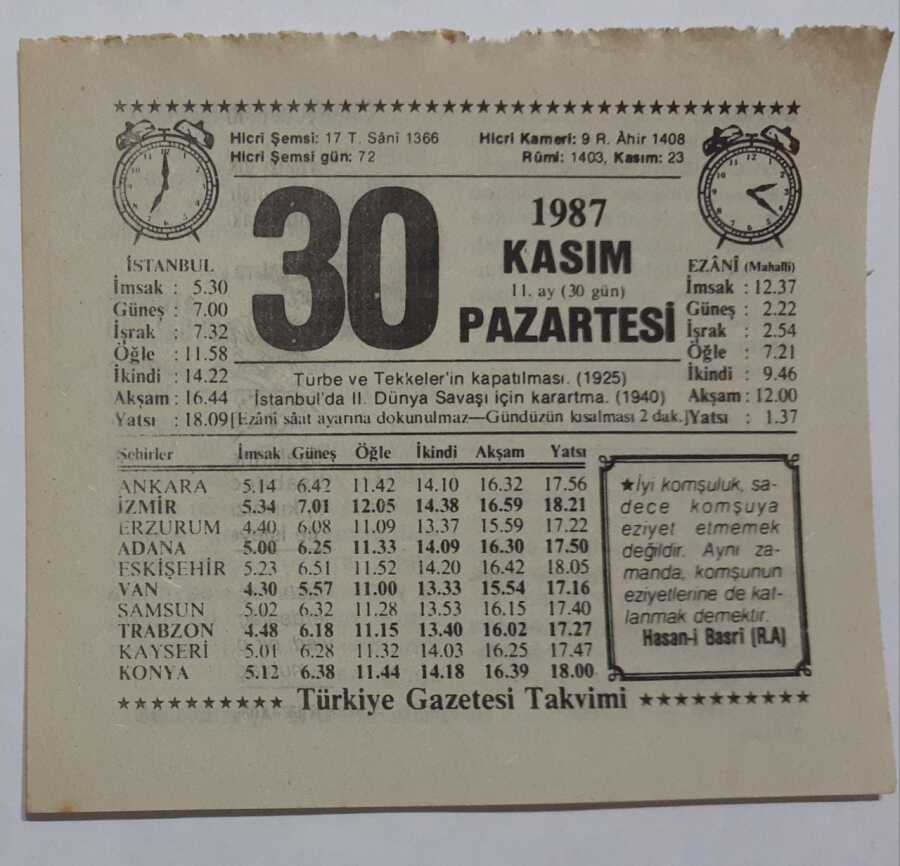 Hicrî Şemsî: 17 T. Sânî 1366
Hicrî Şemsî gün: 72
Hicrî Kamerî: 9 R. Âhir 1408
Rûmî: 1403, Kasım: 23
30
1987
KASIM
11. ay (30 gün)
PAZARTESİ
İSTANBUL
İmsak : 5.30
Güneş : 7.00
İşrak : 7.32
Öğle : 11.58
İkindi : 14.22
Akşam : 16.44
Yatsı : 18.09
EZÂNÎ (Mahallî)
İmsak : 12.37
Güneş : 2.22
İşrak : 2.54
Öğle : 7.21
İkindi : 9.46
Akşam : 12.00
Yatsı : 1.37
Türbe ve Tekkeler'in kapatılması. (1925)
İstanbul'da II. Dünya Savaşı için karartma. (1940)
[Ezânî sâat ayarına dokunulmaz—Gündüzün kısalması 2 dak.]
Şehirler İmsak Güneş Öğle İkindi Akşam Yatsı
ANKARA 5.14 6.42 11.42 14.10 16.32 17.56
İZMİR 5.34 7.01 12.05 14.38 16.59 18.21
ERZURUM 4.40 6.08 11.09 13.37 15.59 17.22
ADANA 5.00 6.25 11.33 14.09 16.30 17.50
ESKİŞEHİR 5.23 6.51 11.52 14.20 16.42 18.05
VAN 4.30 5.57 11.00 13.33 15.54 17.16
SAMSUN 5.02 6.32 11.28 13.53 16.15 17.40
TRABZON 4.48 6.18 11.15 13.40 16.02 17.27
KAYSERİ 5.01 6.28 11.32 14.03 16.25 17.47
KONYA 5.12 6.38 11.44 14.18 16.39 18.00
★İyi komşuluk, sa-
dece komşuya
eziyet etmemek
değildir. Aynı za-
manda, komşunun
eziyetlerine de kat-
lanmak demektir.
Hasan-i Basrî (R.A)
Türkiye Gazetesi Takvimi